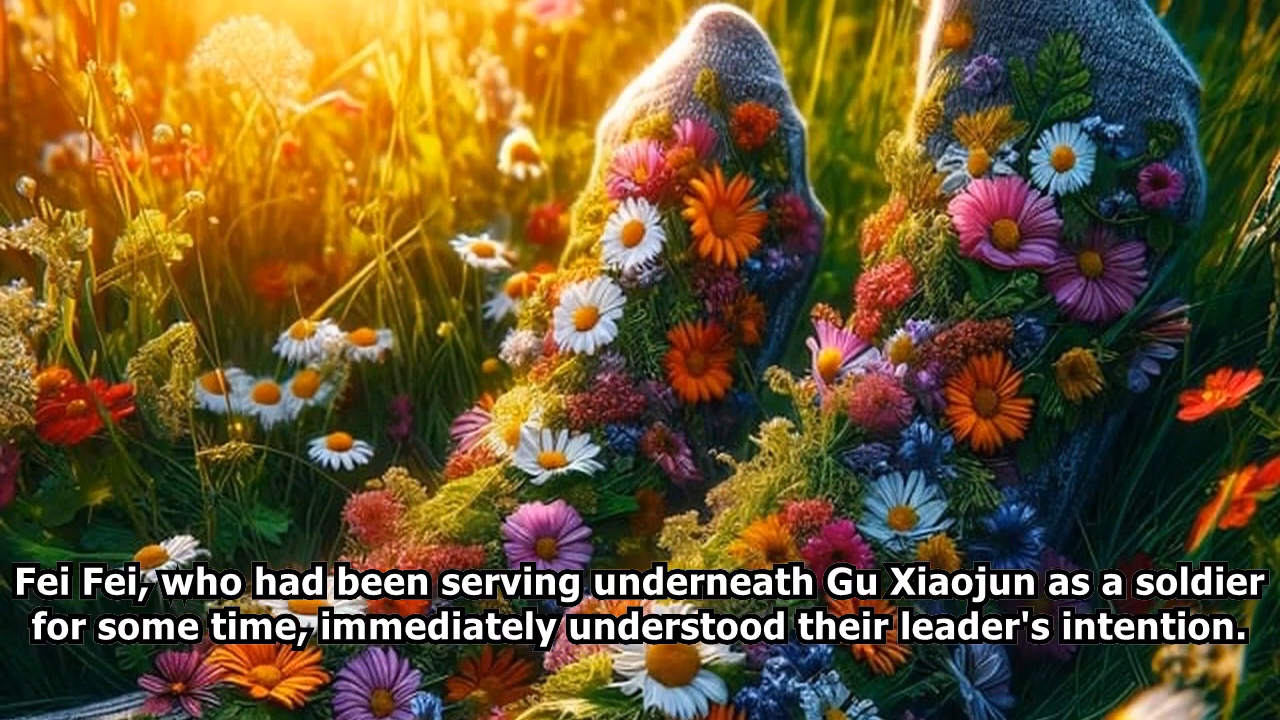 Fei Fei, who had been serving underneath Gu Xiaojun as a soldier
for some time, immediately understood their leader's intention.